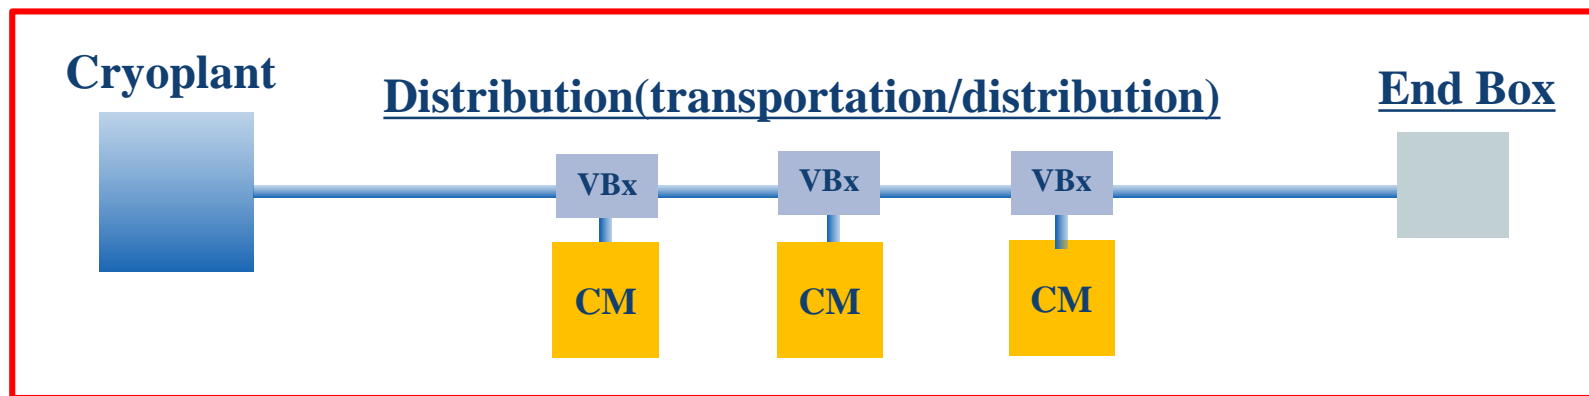 Cryoplant
Distribution(transportation/distribution)
End Box
VBx
VBx
VBx
CM
CM
CM